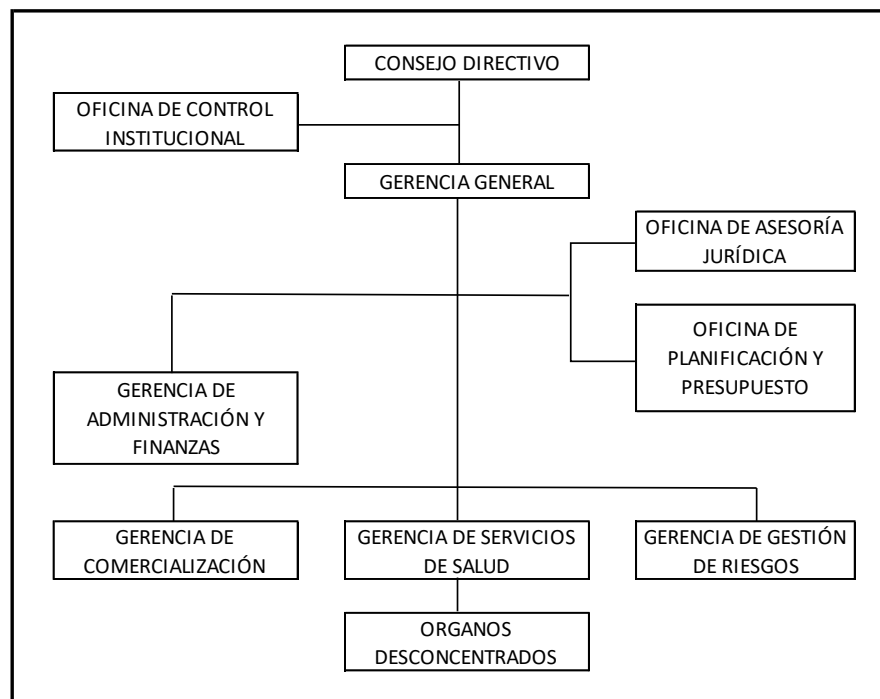 CONSEJO DIRECTIVO
OFICINA DE CONTROL
INSTITUCIONAL
GERENCIA GENERAL
OFICINA DE ASESORÍA
JURÍDICA
OFICINA DE
PLANIFICACIÓN Y
PRESUPUESTO
GERENCIA DE
ADMINISTRACIÓN Y
FINANZAS
GERENCIA DE
COMERCIALIZACIÓN
GERENCIA DE SERVICIOS
DE SALUD
GERENCIA DE GESTIÓN
DE RIESGOS
ORGANOS
DESCONCENTRADOS